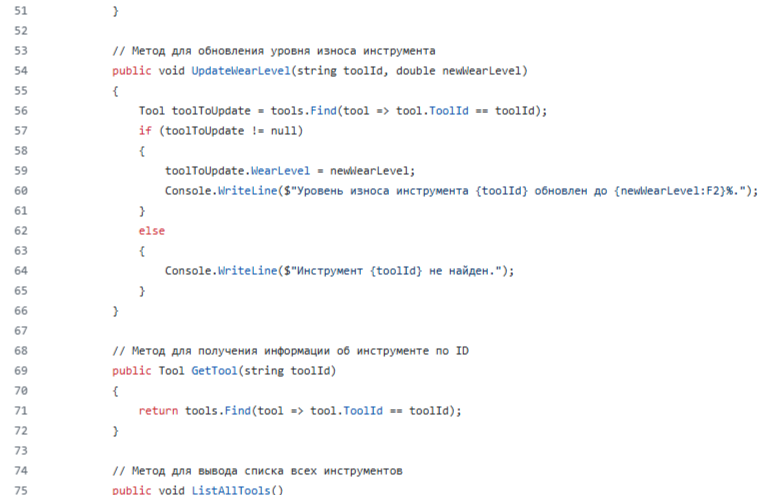 51 }
52
53 // Метод для обновления уровня износа инструмента
54 public void UpdateWearLevel(string toolId, double newWearLevel)
55 {
56 Tool toolToUpdate = tools.Find(tool => tool.ToolId == toolId);
57 if (toolToUpdate != null)
58 {
59 toolToUpdate.WearLevel = newWearLevel;
60 Console.WriteLine($"Уровень износа инструмента {toolId} обновлен до {newWearLevel:F2}%.");
61 }
62 else
63 {
64 Console.WriteLine($"Инструмент {toolId} не найден.");
65 }
66 }
67
68 // Метод для получения информации об инструменте по ID
69 public Tool GetTool(string toolId)
70 {
71 return tools.Find(tool => tool.ToolId == toolId);
72 }
73
74 // Метод для вывода списка всех инструментов
75 public void ListAllTools()